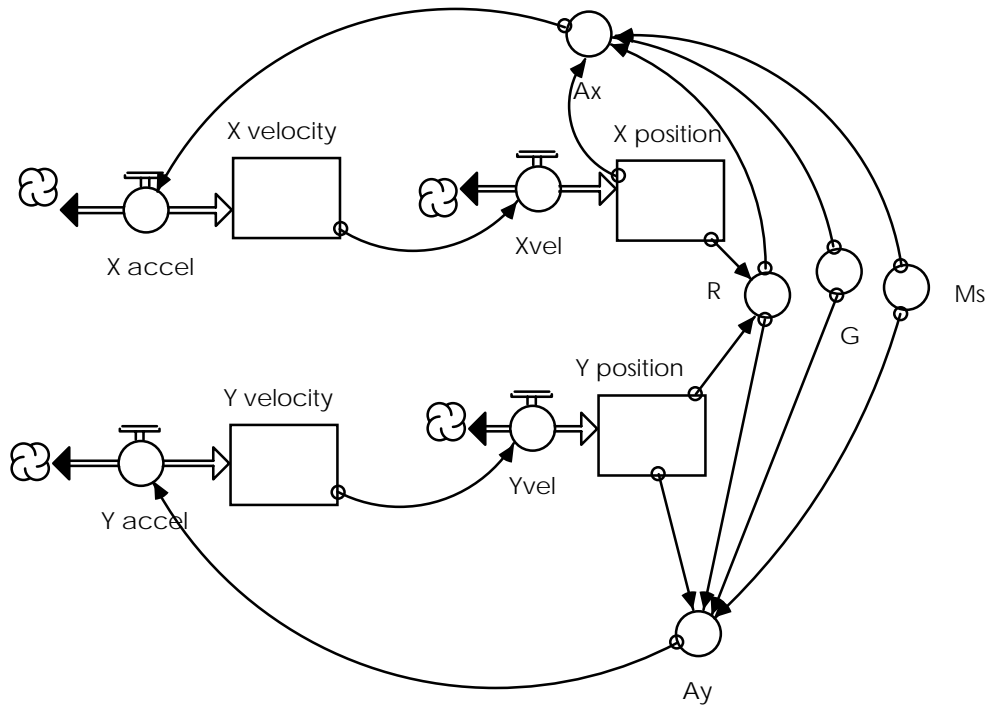 Ax
X velocity
X position
X accel
Xvel
R
Ms
G
Y position
Y velocity
Yvel
Y accel
Ay